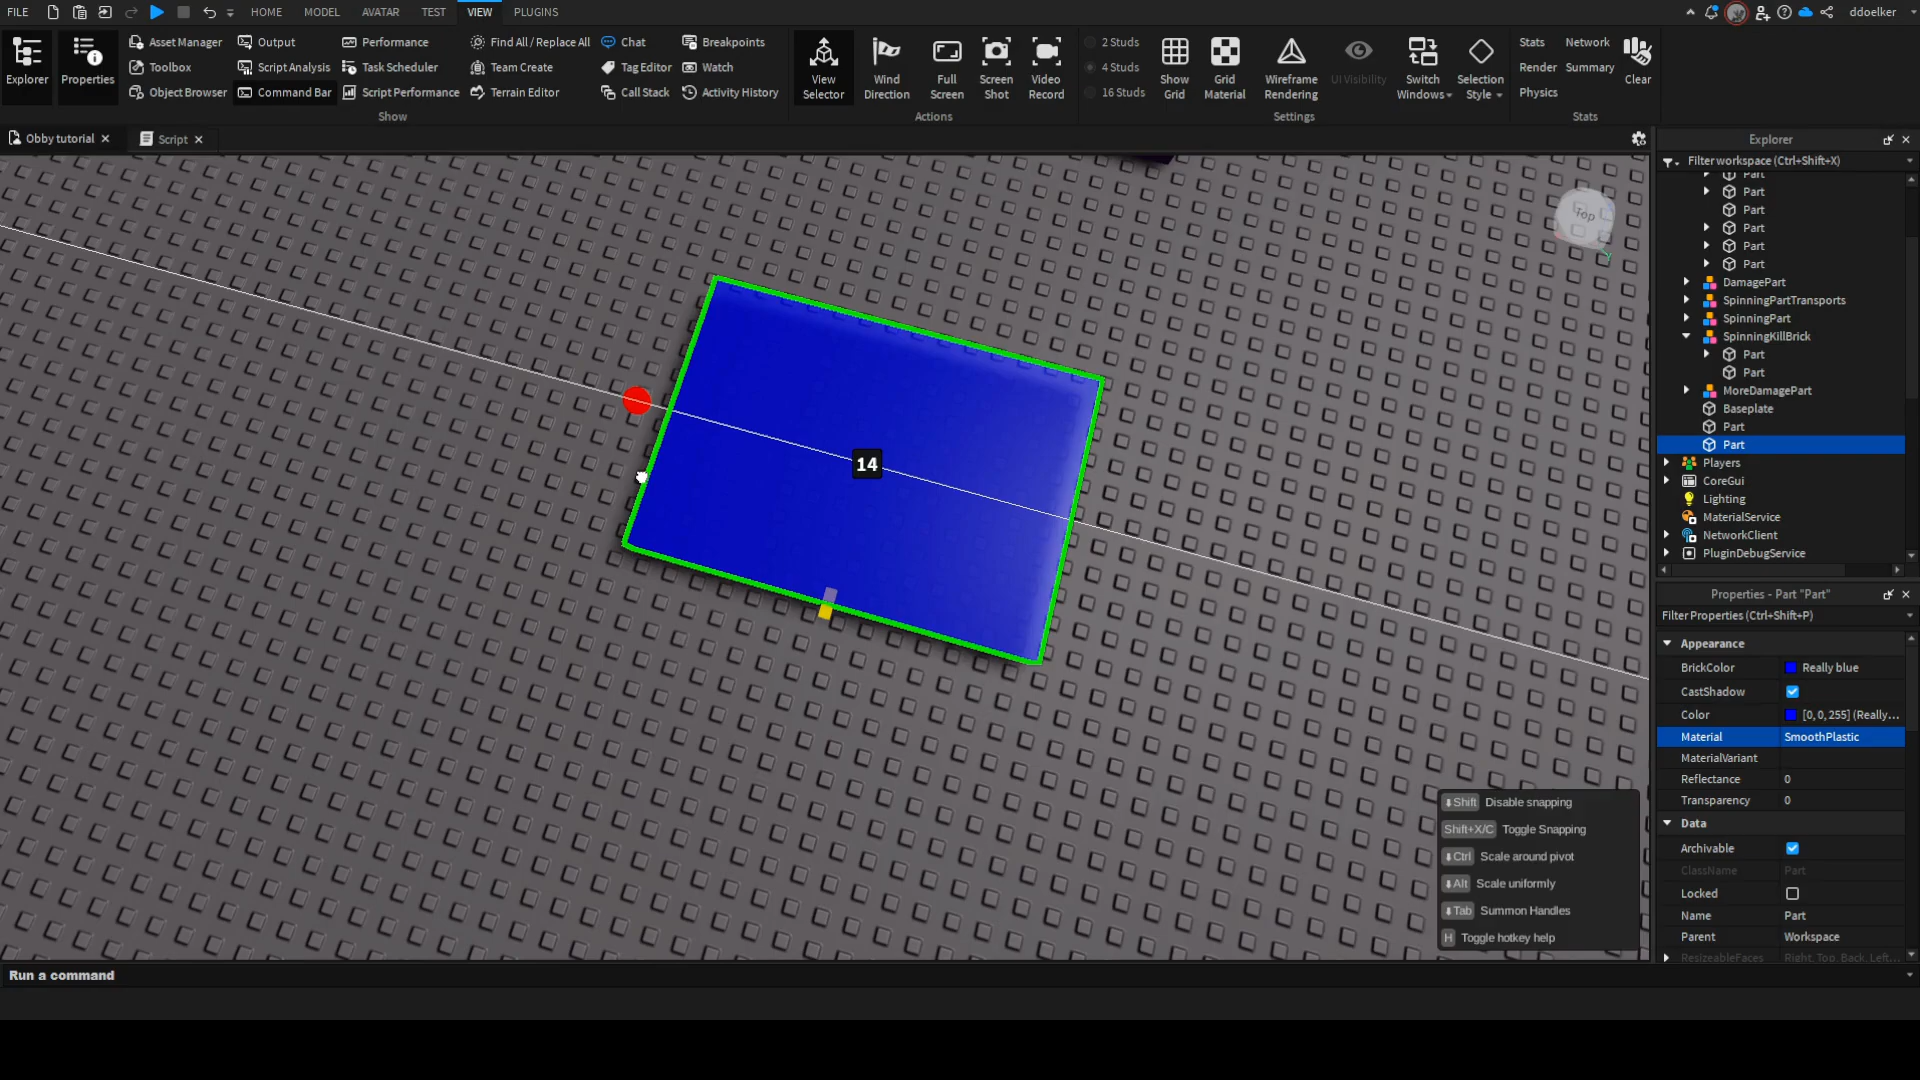 FILE HOME MODEL AVATAR TEST VIEW PLUGINS ddoelker
Asset Manager Output Performance Find All / Replace All Chat Breakpoints 2 Studs Stats Network
Toolbox Script Analysis Task Scheduler Team Create Tag Editor Watch 4 Studs Render Summary
Object Browser Command Bar Script Performance Terrain Editor Call Stack Activity History 16 Studs Physics
Explorer Properties View Selector Wind Direction Full Screen Screen Shot Video Record Show Grid Grid Material Wireframe Rendering UI Visibility Switch Windows Selection Style Clear
Show Actions Settings Stats
Obby tutorial Script
Top
14
Shift Disable snapping
Shift+X/C Toggle Snapping
Ctrl Scale around pivot
Alt Scale uniformly
Tab Summon Handles
H Toggle hotkey help
Explorer
Filter workspace (Ctrl+Shift+X)
Part
Part
Part
Part
Part
Part
DamagePart
SpinningPartTransports
SpinningPart
SpinningKillBrick
Part
Part
MoreDamagePart
Baseplate
Part
Part
Players
CoreGui
Lighting
MaterialService
NetworkClient
PluginDebugService
Properties - Part "Part"
Filter Properties (Ctrl+Shift+P)
Appearance
BrickColor Really blue
CastShadow
Color [0, 0, 255] (Really...
Material SmoothPlastic
MaterialVariant
Reflectance 0
Transparency 0
Data
Archivable
ClassName Part
Locked
Name Part
Parent Workspace
ResizeableFaces Right, Top, Back, Left...
Run a command